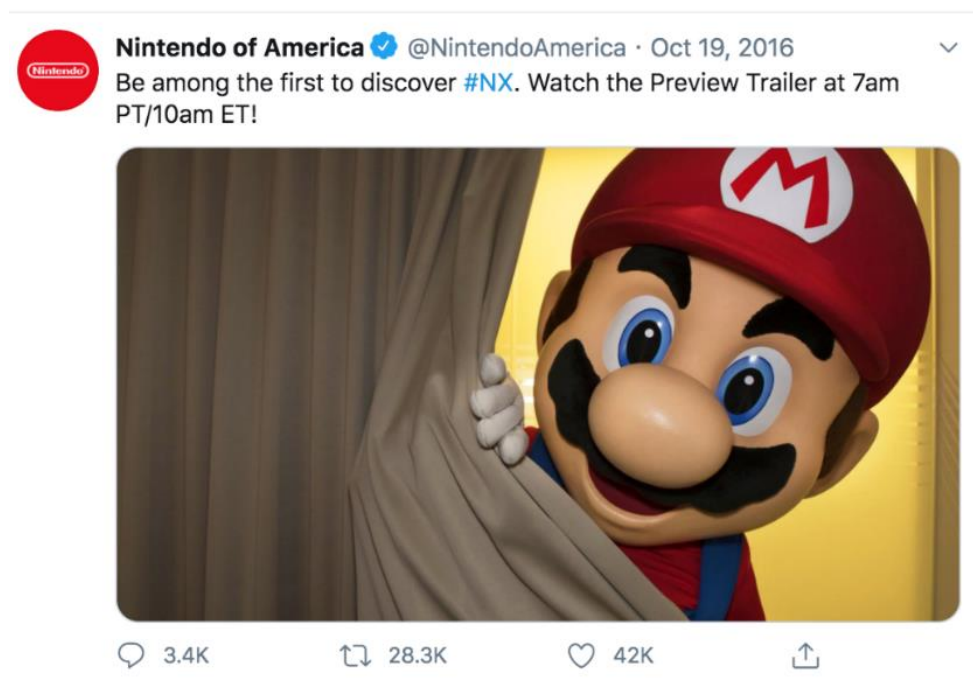 Nintendo
Nintendo of America @NintendoAmerica · Oct 19, 2016
Be among the first to discover #NX. Watch the Preview Trailer at 7am
PT/10am ET!
M
3.4K 28.3K 42K